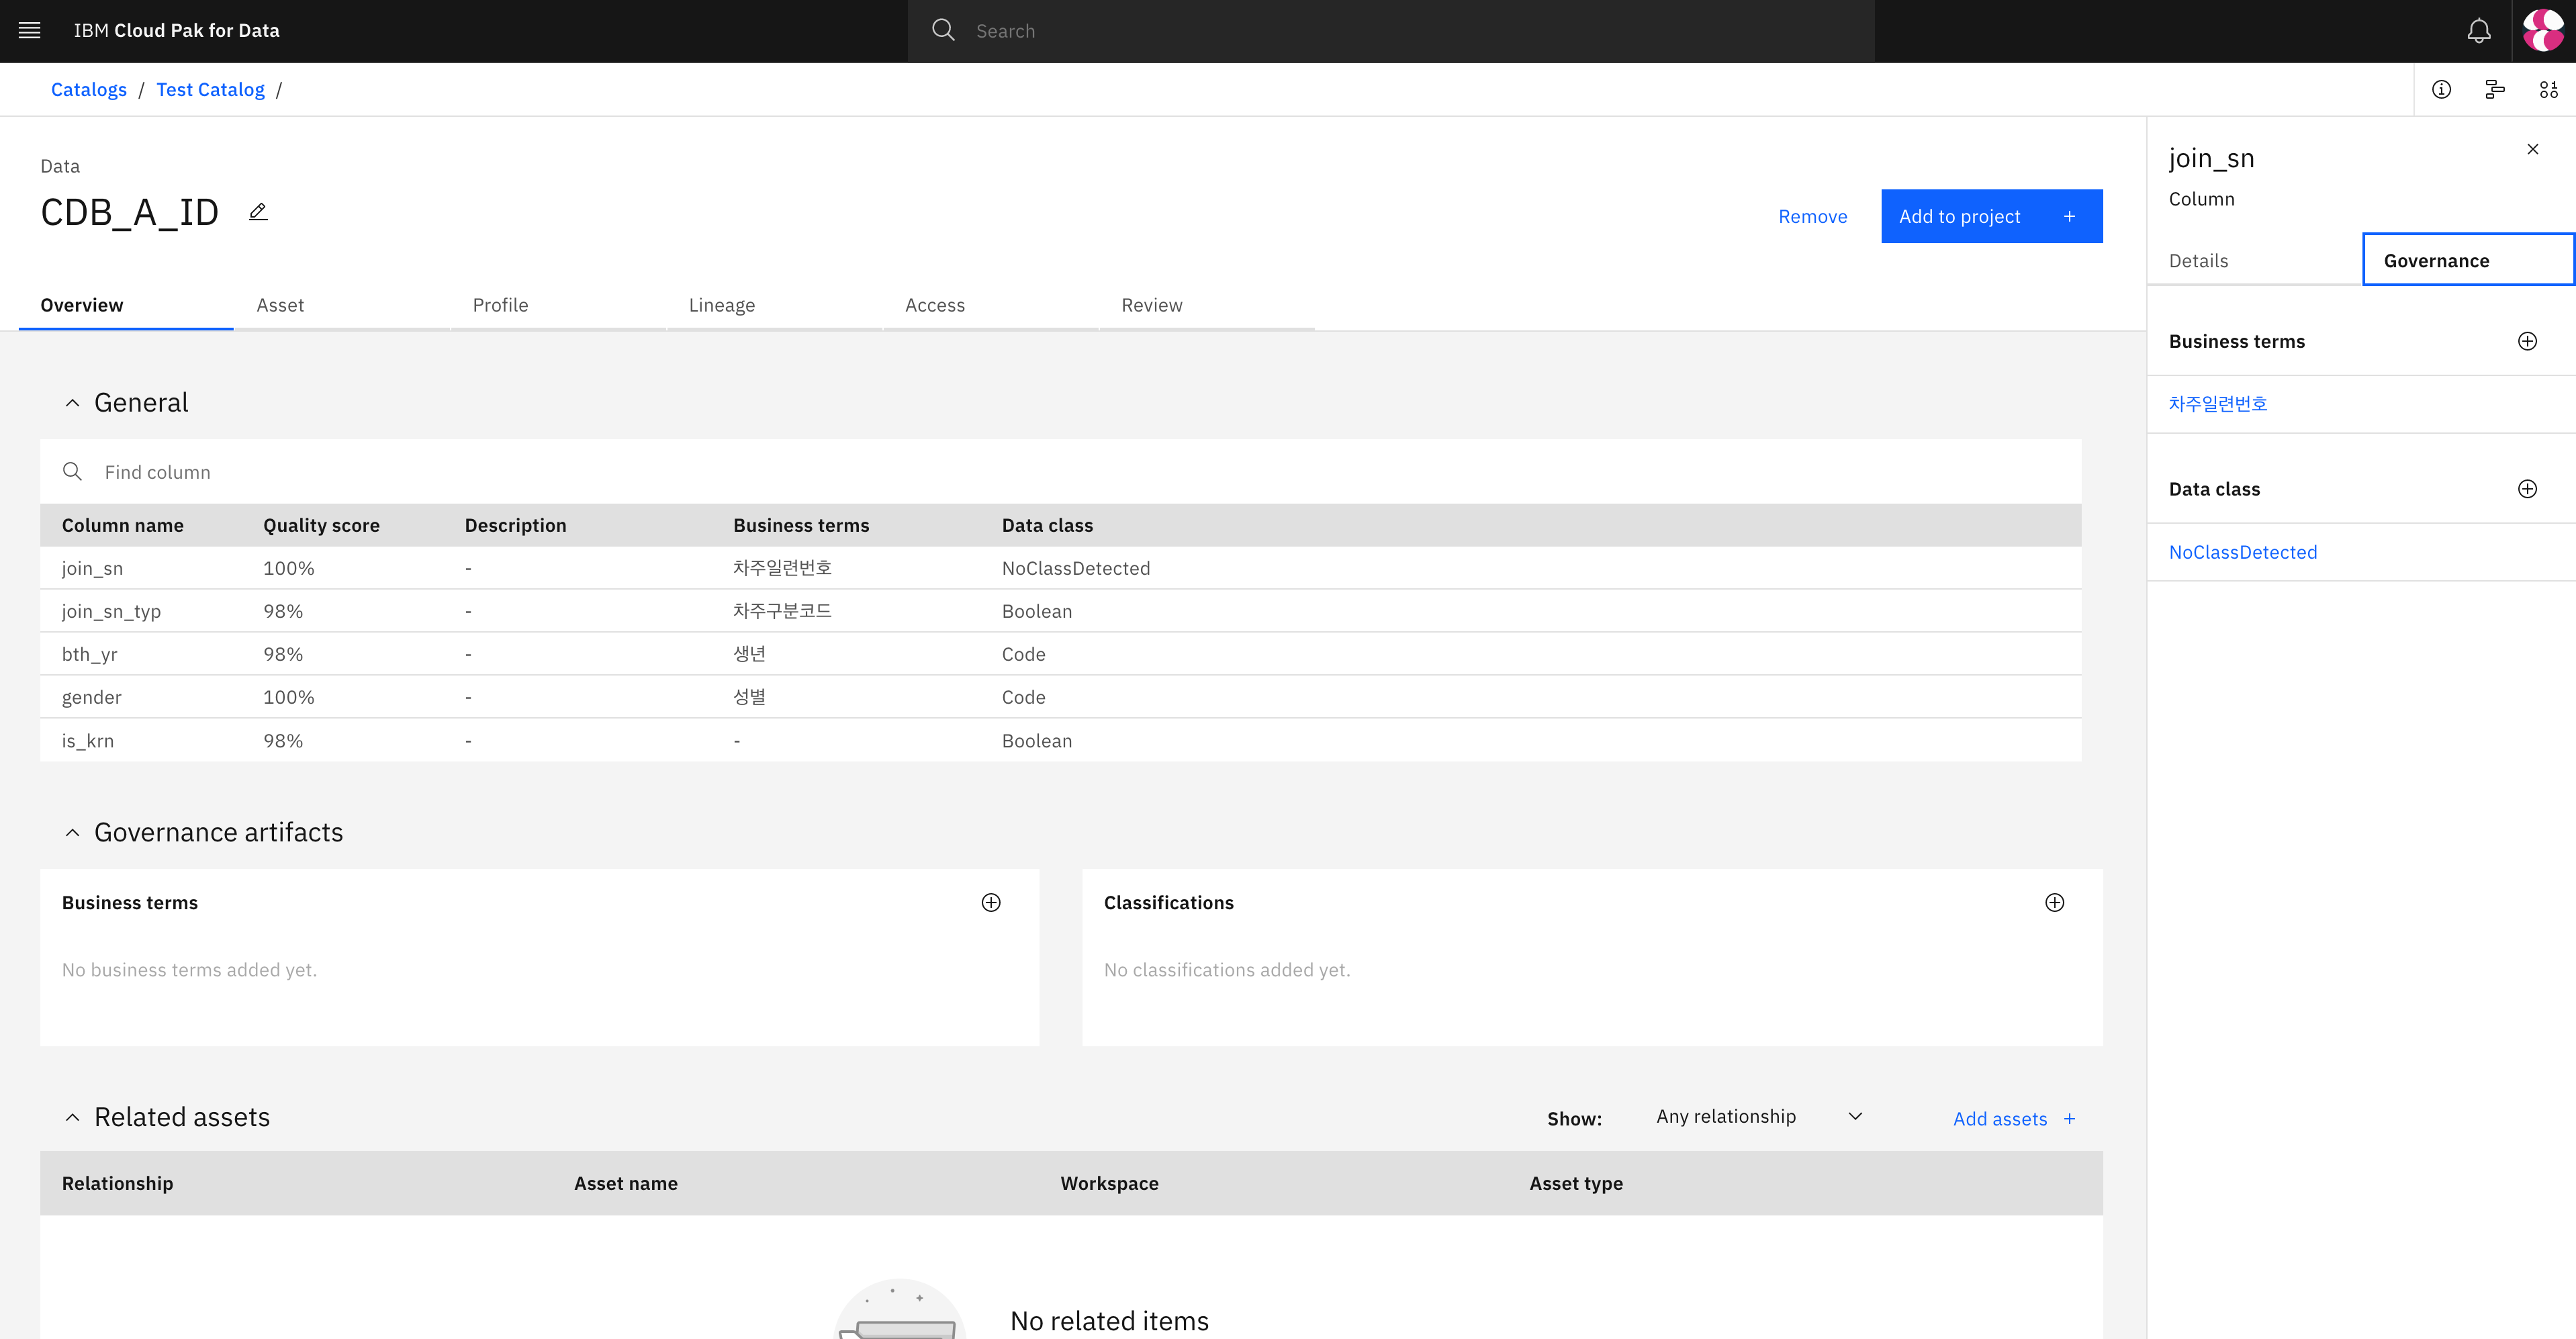 IBM Cloud Pak for Data
Search
Catalogs / Test Catalog /
Data
CDB_A_ID
Remove
Add to project +
Overview
Asset
Profile
Lineage
Access
Review
General
Find column
Column name Quality score Description Business terms Data class
join_sn 100% - 차주일련번호 NoClassDetected
join_sn_typ 98% - 차주구분코드 Boolean
bth_yr 98% - 생년 Code
gender 100% - 성별 Code
is_krn 98% - - Boolean
Governance artifacts
Business terms
No business terms added yet.
Classifications
No classifications added yet.
Related assets
Show: Any relationship
Add assets +
Relationship Asset name Workspace Asset type
No related items
join_sn
Column
Details
Governance
Business terms
차주일련번호
Data class
NoClassDetected